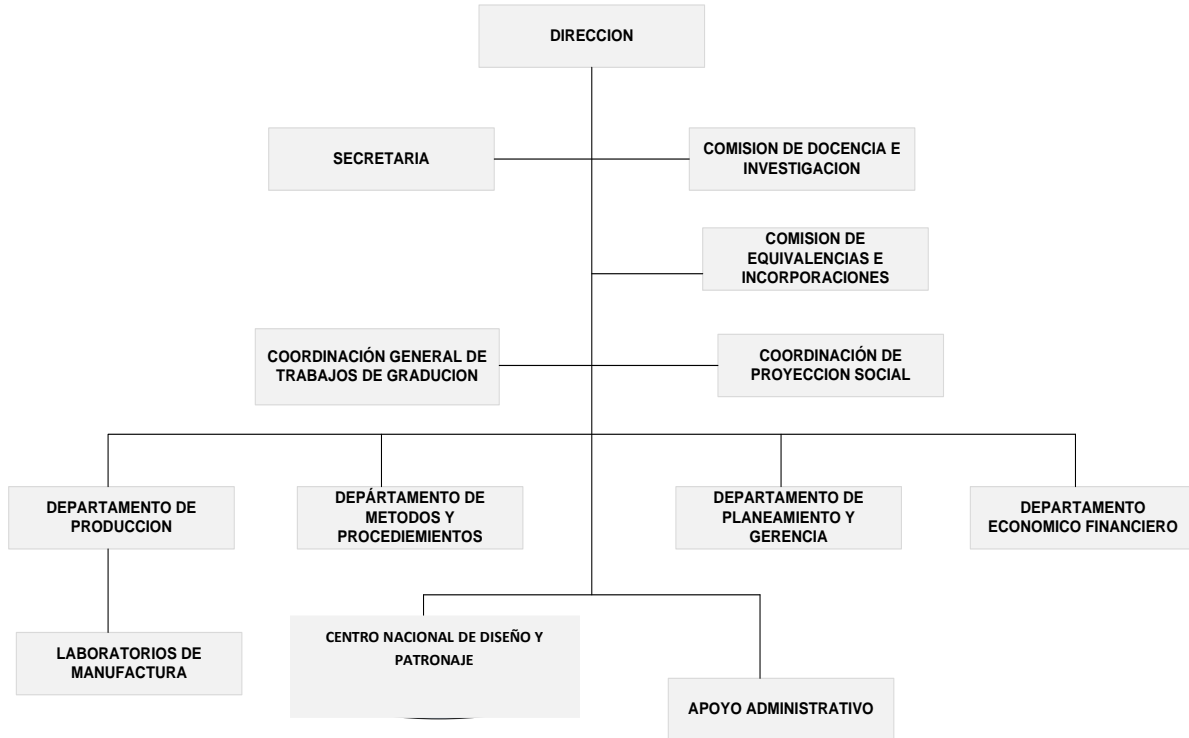 DIRECCION
SECRETARIA
COMISION DE DOCENCIA E
INVESTIGACION
COMISION DE
EQUIVALENCIAS E
INCORPORACIONES
COORDINACIÓN GENERAL DE
TRABAJOS DE GRADUCION
COORDINACIÓN DE
PROYECCION SOCIAL
DEPARTAMENTO DE
PRODUCCION
DEPÁRTAMENTO DE
METODOS Y
PROCEDIEMIENTOS
DEPARTAMENTO DE
PLANEAMIENTO Y
GERENCIA
DEPARTAMENTO
ECONOMICO FINANCIERO
LABORATORIOS DE
MANUFACTURA
CENTRO NACIONAL DE DISEÑO Y
PATRONAJE
APOYO ADMINISTRATIVO